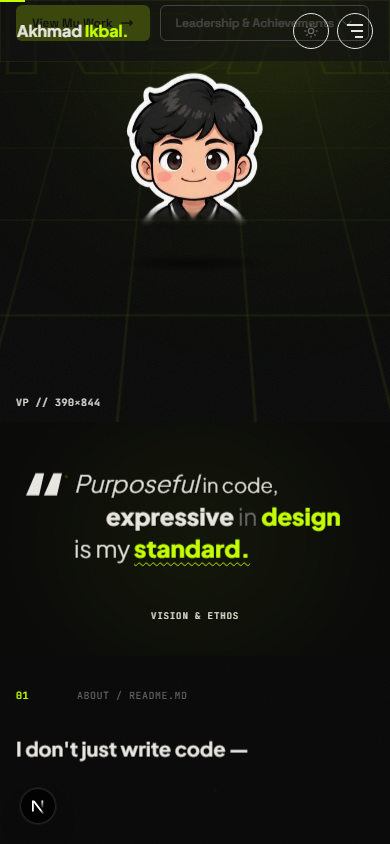 View My Work →
Leadership & Achievements
Akhmad Ikbal.
VP // 390×844
" Purposeful in code,
expressive in design
is my standard.
VISION & ETHOS
01 ABOUT / README.MD
I don't just write code —
N